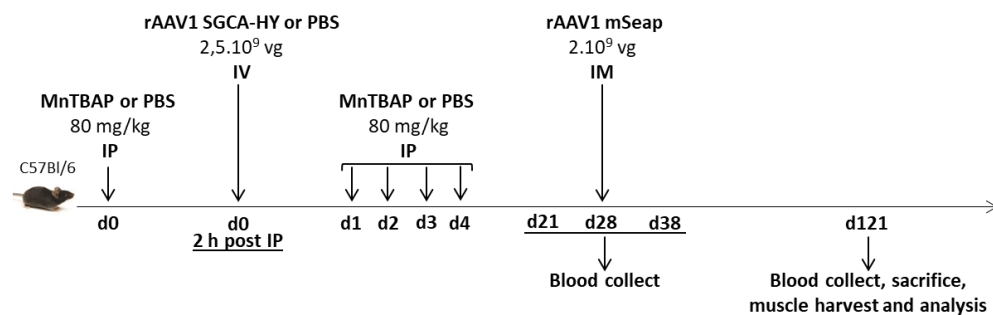 rAAV1 SGCA-HY or PBS
2,5.10⁹ vg
IV
rAAV1 mSeap
2.10⁹ vg
IM
MnTBAP or PBS
80 mg/kg
IP
MnTBAP or PBS
80 mg/kg
IP
C57Bl/6
d0
d0
2 h post IP
d1 d2 d3 d4
d21 d28 d38
d121
Blood collect
Blood collect, sacrifice,
muscle harvest and analysis